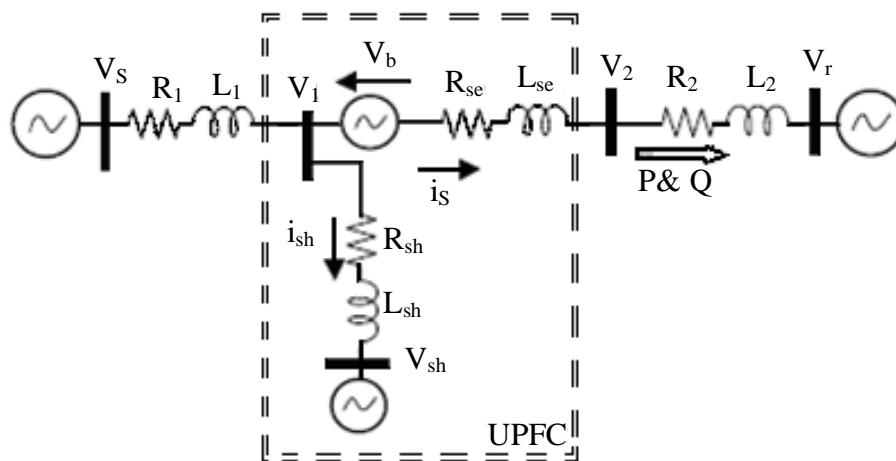 V_S
R_1
L_1
V_1
V_b
R_se
L_se
V_2
R_2
L_2
V_r
i_S
P& Q
i_sh
R_sh
L_sh
V_sh
UPFC